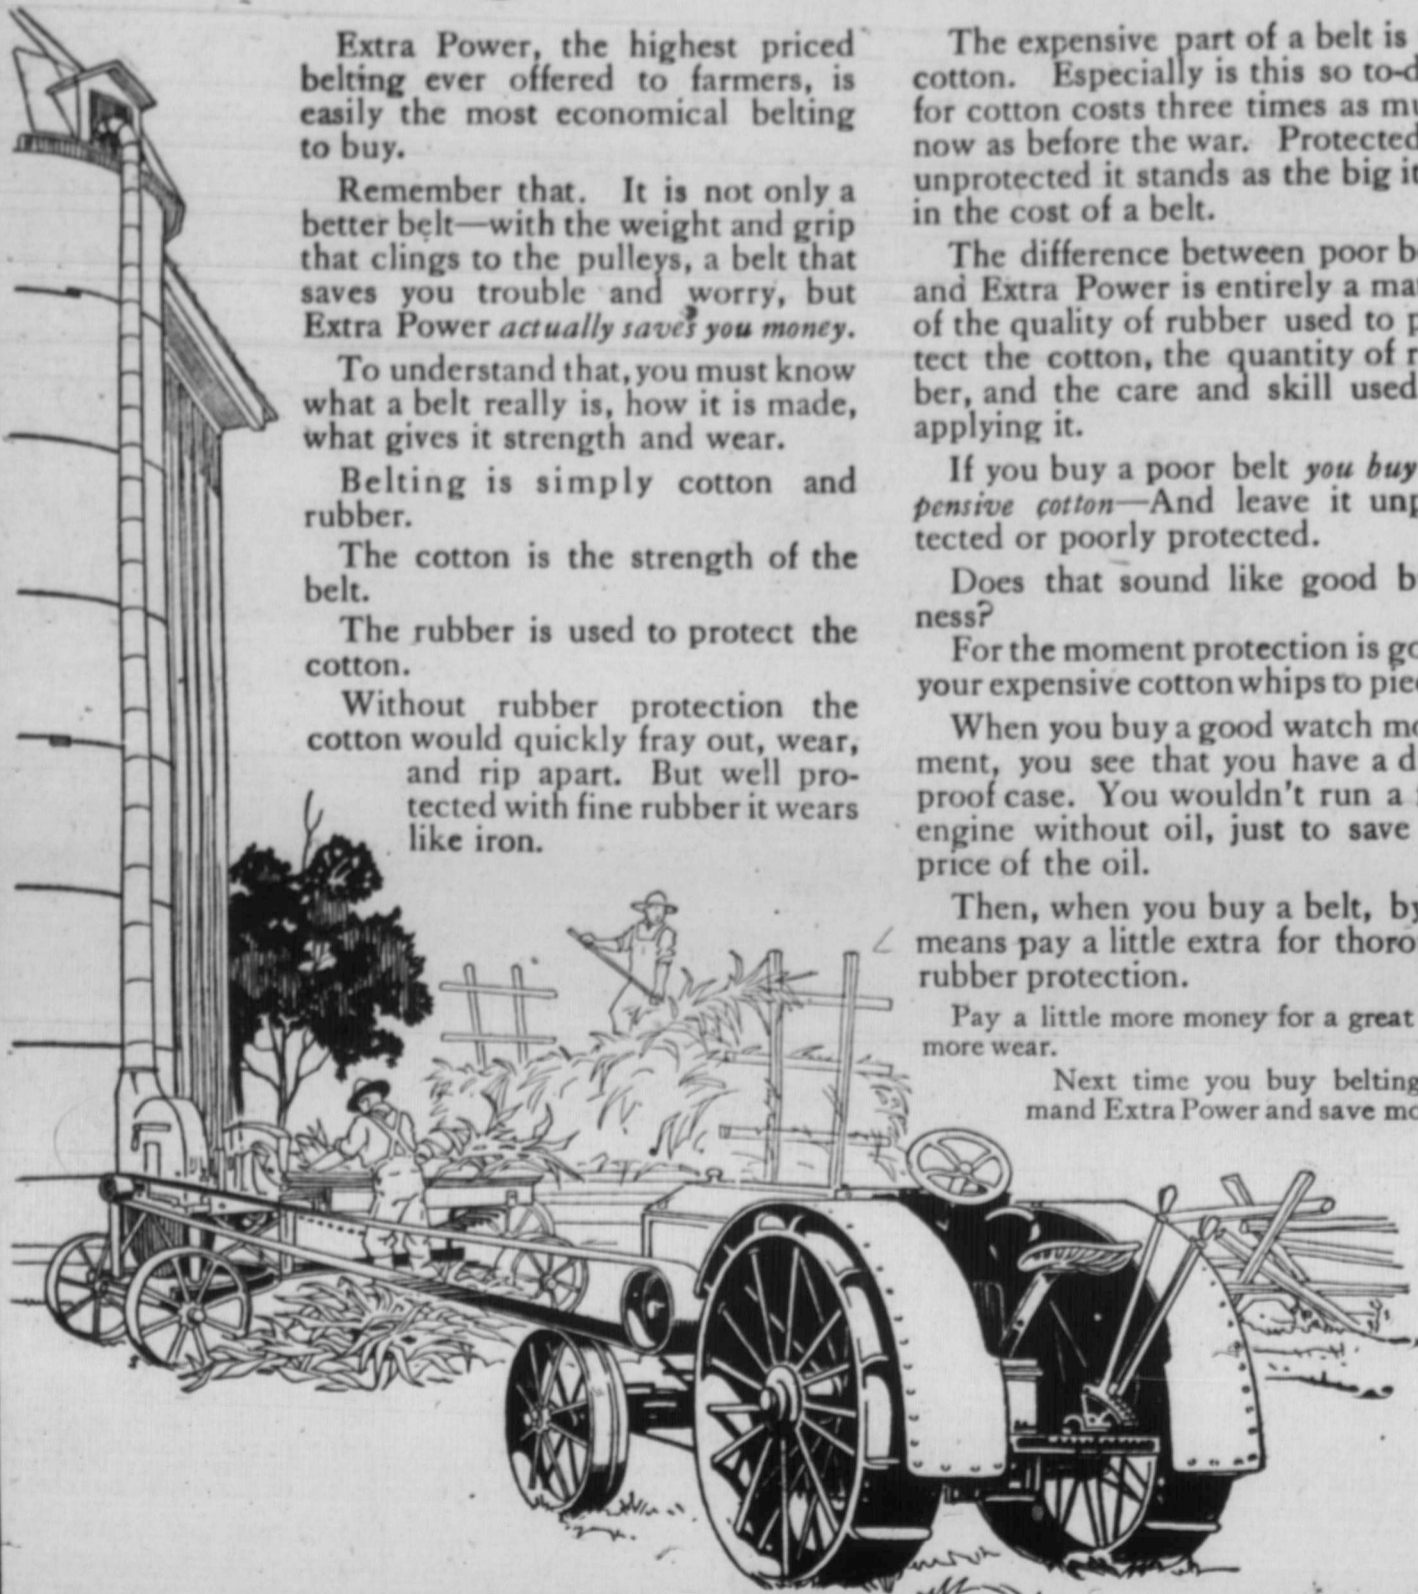 Extra Power, the highest priced
belting ever offered to farmers, is
easily the most economical belting
to buy.
Remember that. It is not only a
better belt—with the weight and grip
that clings to the pulleys, a belt that
saves you trouble and worry, but
Extra Power actually saves you money.
To understand that, you must know
what a belt really is, how it is made,
what gives it strength and wear.
Belting is simply cotton and
rubber.
The cotton is the strength of the
belt.
The rubber is used to protect the
cotton.
Without rubber protection the
cotton would quickly fray out, wear,
and rip apart. But well pro-
tected with fine rubber it wears
like iron.
The expensive part of a belt is
cotton. Especially is this so to-d
for cotton costs three times as mu
now as before the war. Protected
unprotected it stands as the big it
in the cost of a belt.
The difference between poor b
and Extra Power is entirely a mat
of the quality of rubber used to p
tect the cotton, the quantity of r
ber, and the care and skill used
applying it.
If you buy a poor belt you buy
pensive cotton—And leave it unp
tected or poorly protected.
Does that sound like good b
ness?
For the moment protection is go
your expensive cotton whips to piec
When you buy a good watch mo
ment, you see that you have a d
proof case. You wouldn't run a
engine without oil, just to save
price of the oil.
Then, when you buy a belt, by
means pay a little extra for thoro
rubber protection.
Pay a little more money for a great
more wear.
Next time you buy belting
mand Extra Power and save mo